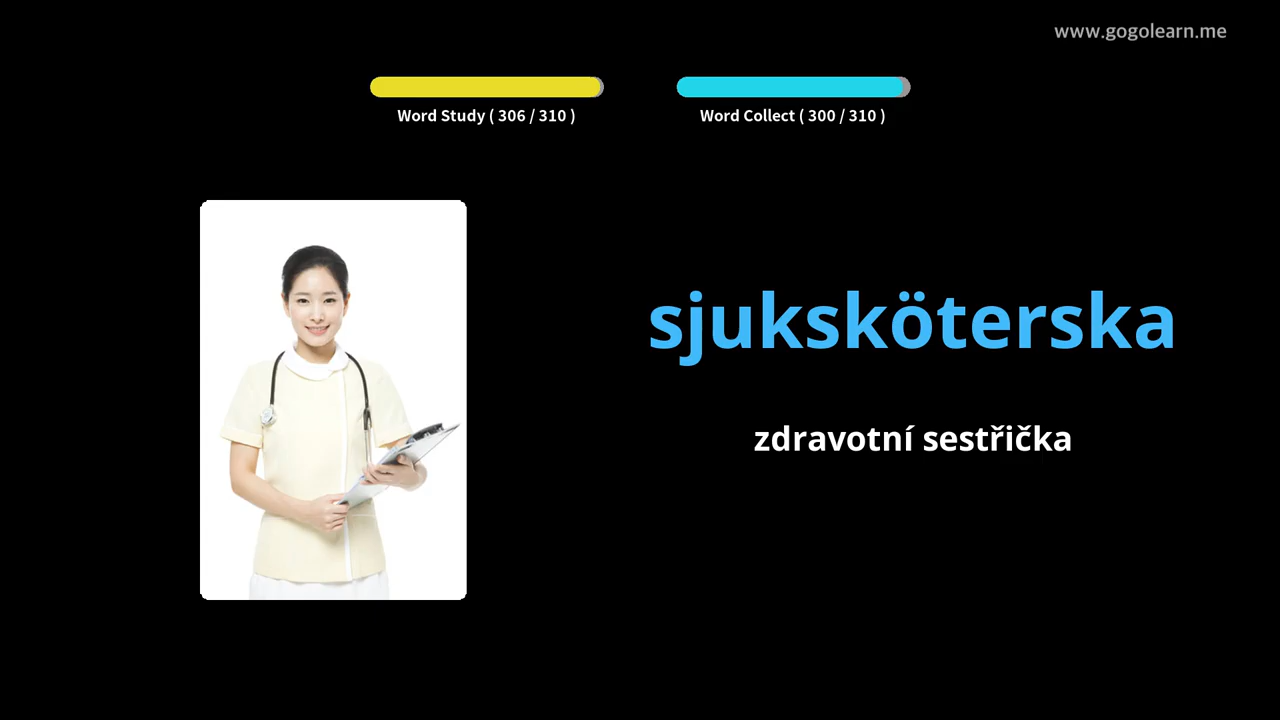 www.gogolearn.me
Word Study ( 306 / 310 )
Word Collect ( 300 / 310 )
sjuksköterska
zdravotní sestřička